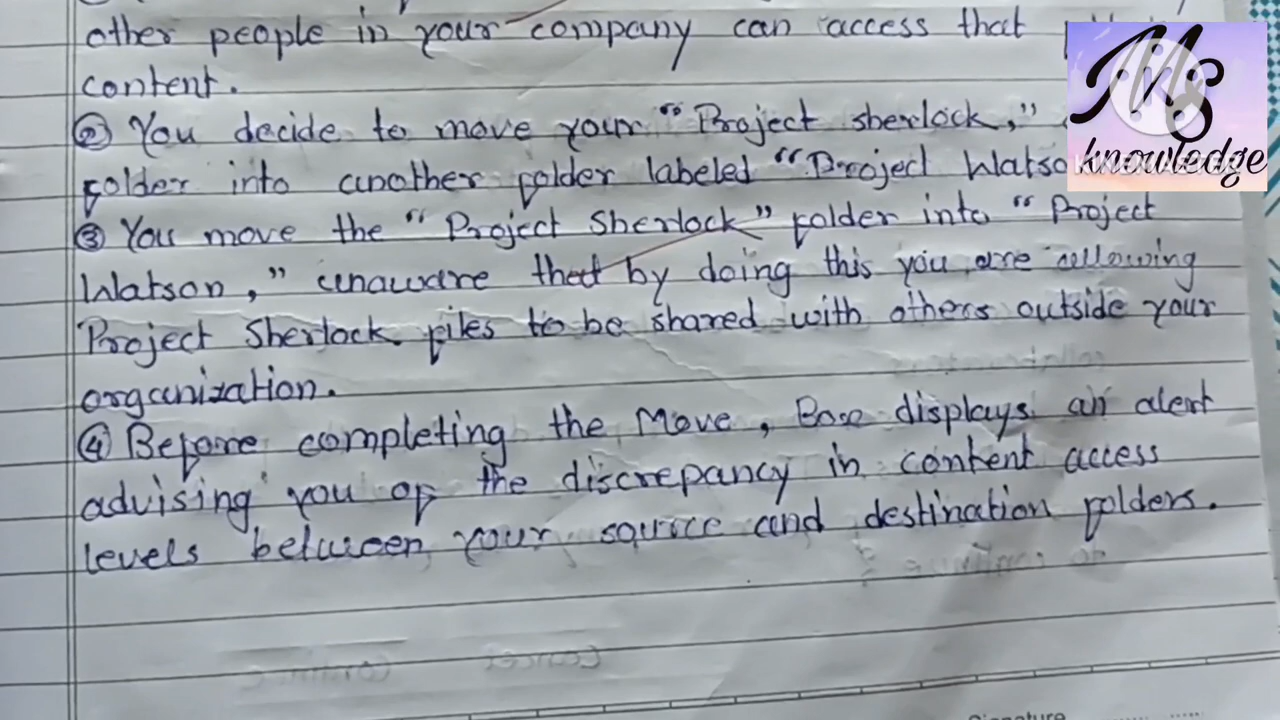 other people in your company can access that
content.
② You decide to move your "Project sherlock,"
folder into another folder labeled "Project Watso
③ You move the "Project Sherlock" folder into "Project
Watson," unaware that by doing this you are allowing
Project Sherlock files to be shared with others outside your
organization.
④ Before completing the Move, Box displays an alert
advising you of the discrepancy in content access
levels between your squrce and destination folders.
MS
knowledge
Signature